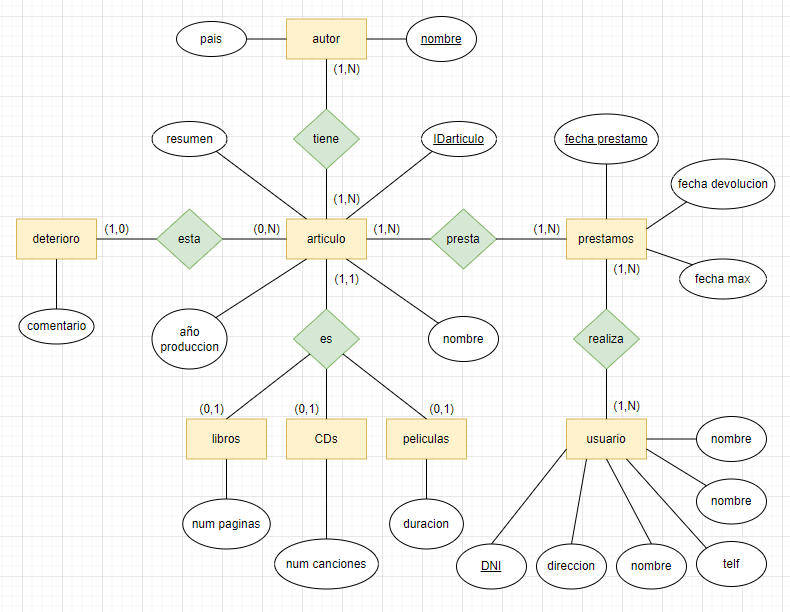 pais
autor
nombre
(1,N)
resumen
tiene
IDarticulo
fecha prestamo
fecha devolucion
(1,N)
deterioro
(1,0)
esta
(0,N)
articulo
(1,N)
presta
(1,N)
prestamos
(1,N)
fecha max
(1,1)
comentario
año
produccion
es
nombre
realiza
(0,1)
(0,1)
(0,1)
(1,N)
libros
CDs
peliculas
usuario
nombre
nombre
num paginas
duracion
num canciones
DNI
direccion
nombre
telf